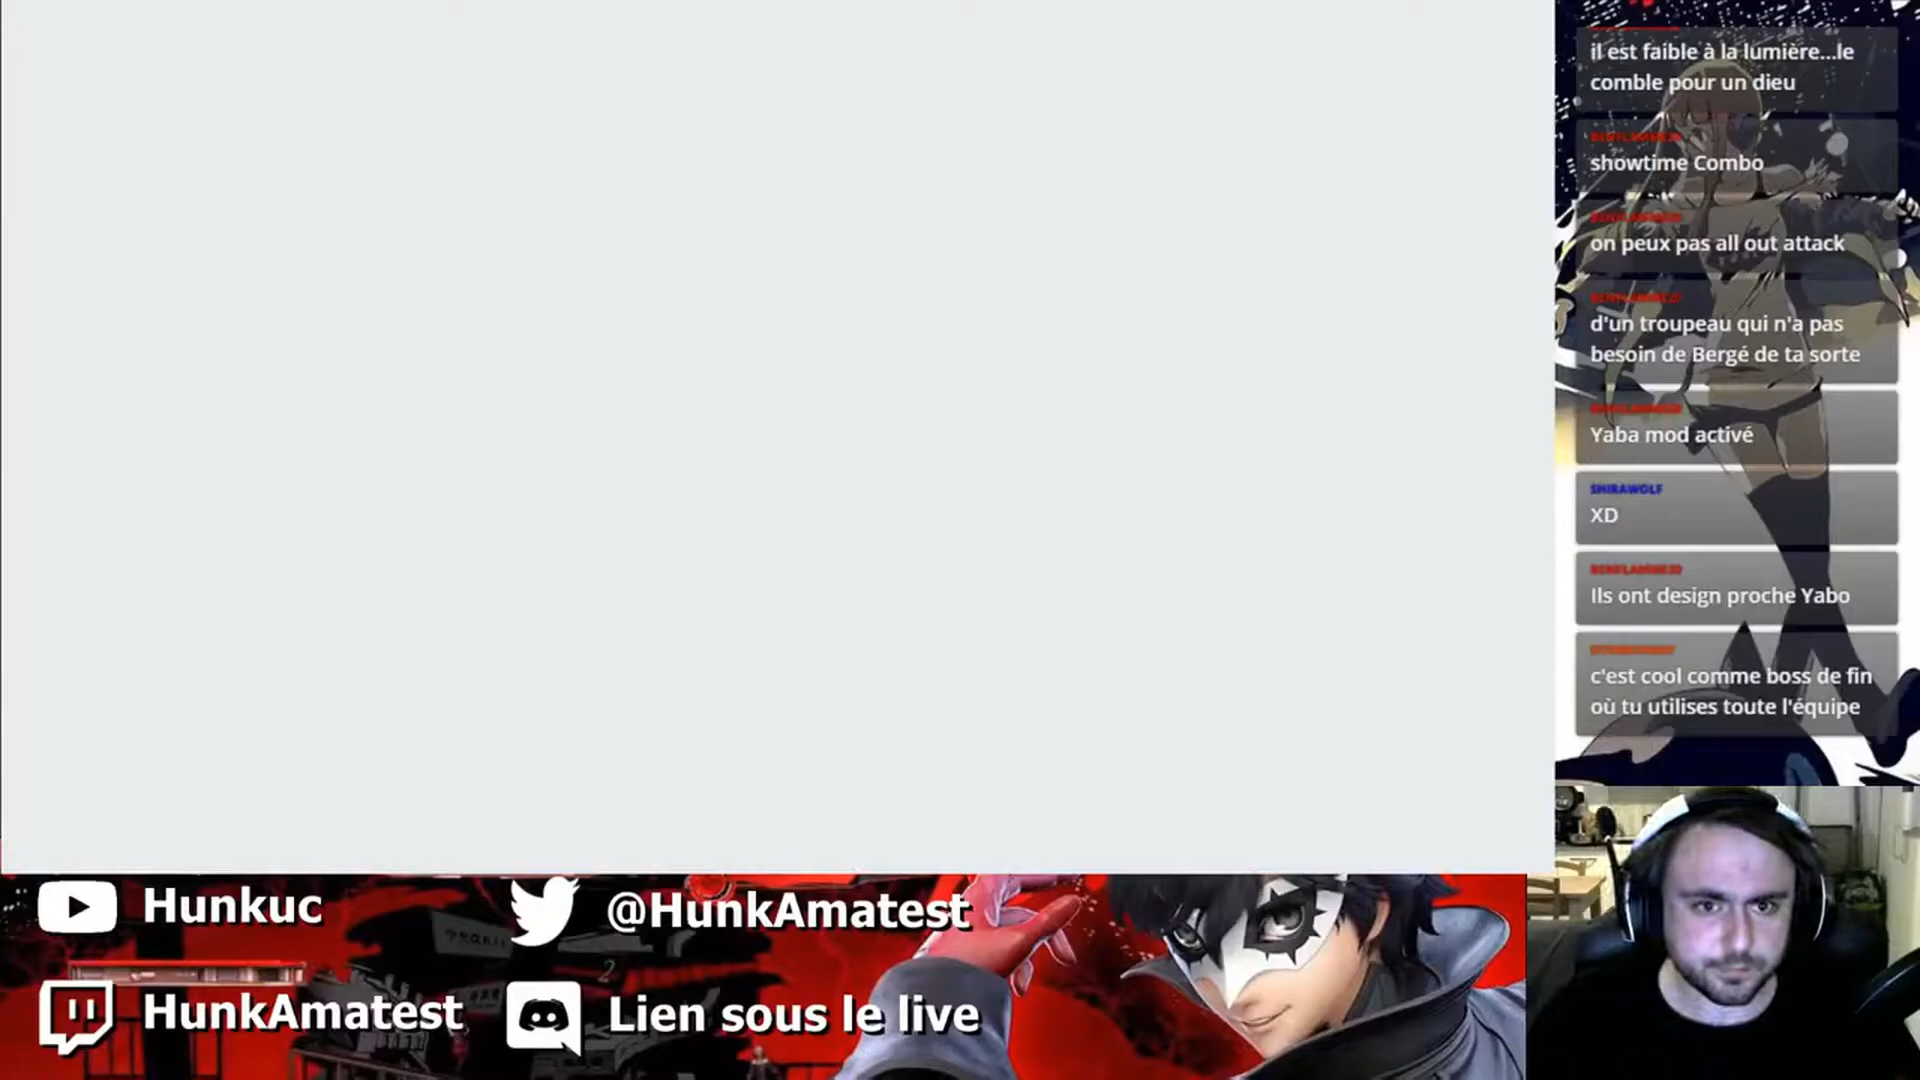 il est faible à la lumière...le
comble pour un dieu
showtime Combo
on peux pas all out attack
d'un troupeau qui n'a pas
besoin de Bergé de ta sorte
Yaba mod activé
SHIRAWOLF
XD
Ils ont design proche Yabo
c'est cool comme boss de fin
où tu utilises toute l'équipe
Hunkuc
@HunkAmatest
HunkAmatest
Lien sous le live